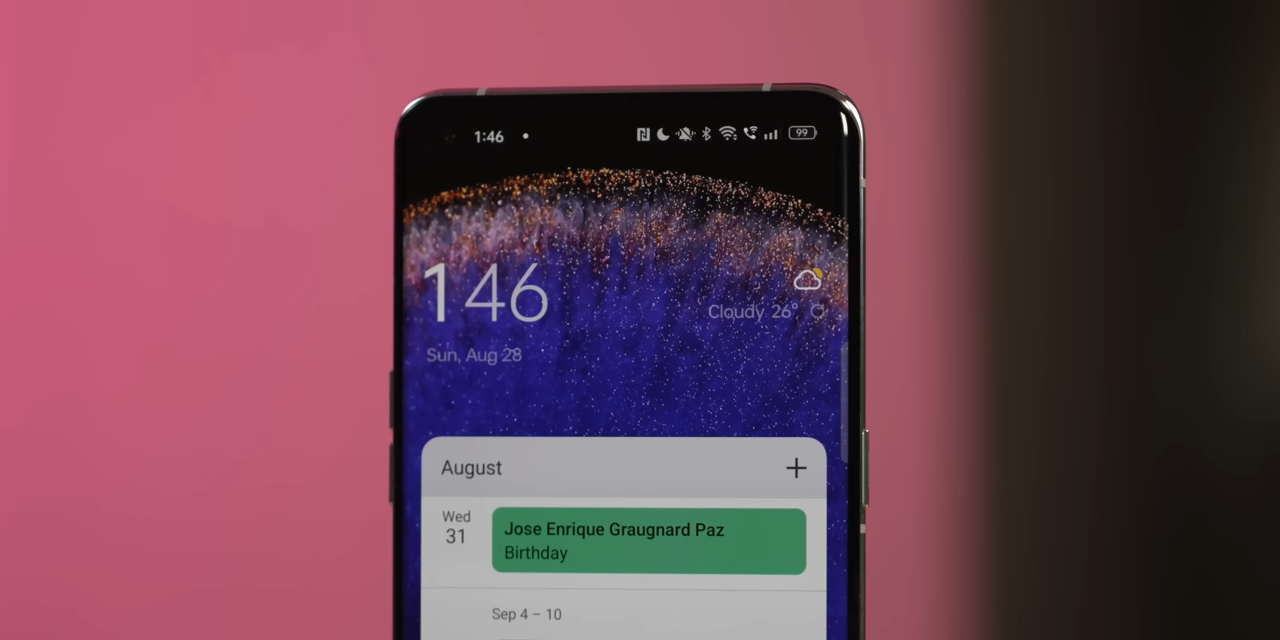 1:46
99
146
Cloudy 26°
Sun, Aug 28
August
Wed
31
Jose Enrique Graugnard Paz
Birthday
Sep 4 – 10